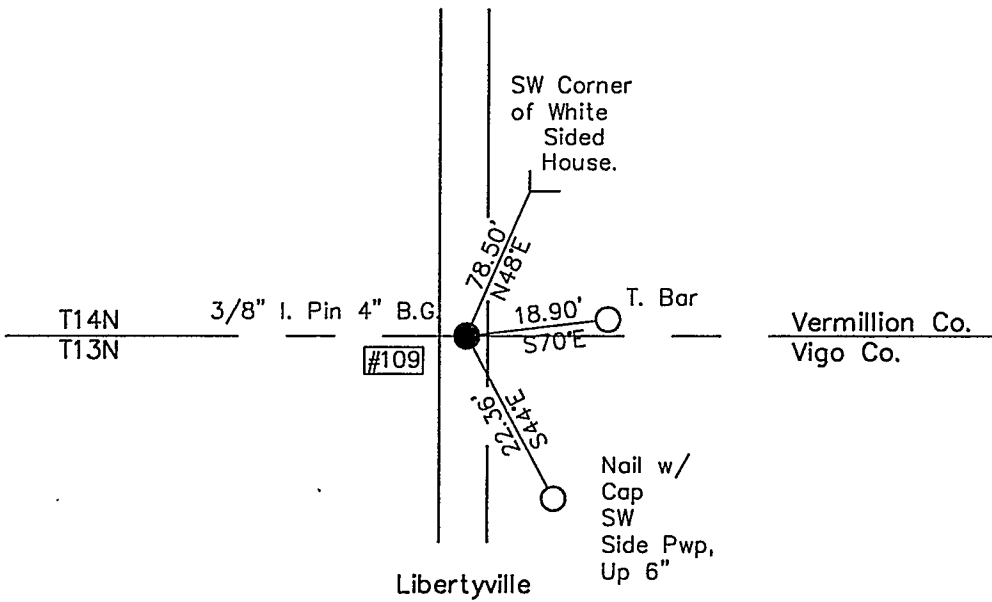 SW Corner
of White
Sided
House.
78.50'
N48°E
3/8" I. Pin 4" B.G.
T. Bar
18.90'
S70°E
T14N
T13N
#109
Vermillion Co.
Vigo Co.
22.36'
S44°E
Nail w/
Cap
SW
Side Pwp,
Up 6"
Libertyville